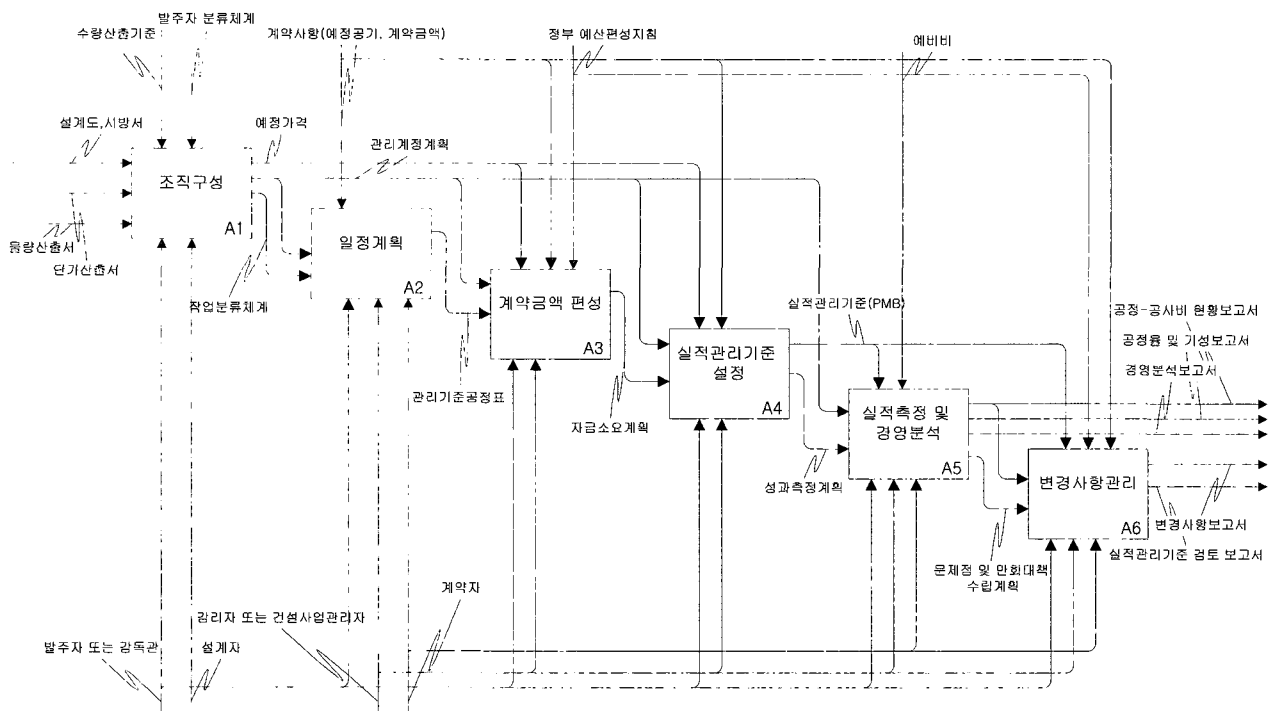 발주자 분류체계
수량산출기준
계약사항(예정공기, 계약금액)
정부 예산편성지침
예비비
설계도,시방서
예정가격
관리계정계획
조직구성
A1
물량산출서
단가산출서
작업분류체계
일정계획
A2
계약금액 편성
A3
관리기준공정표
자금소요계획
실적관리기준(PMB)
실적관리기준
설정
A4
성과측정계획
실적측정 및
경영분석
A5
공정-공사비 현황보고서
공정율 및 기성보고서
경영분석보고서
변경사항관리
A6
변경사항보고서
실적관리기준 검토 보고서
문제점 및 만회대책
수립계획
계약자
감리자 또는 건설사업관리자
발주자 또는 감독관
설계자